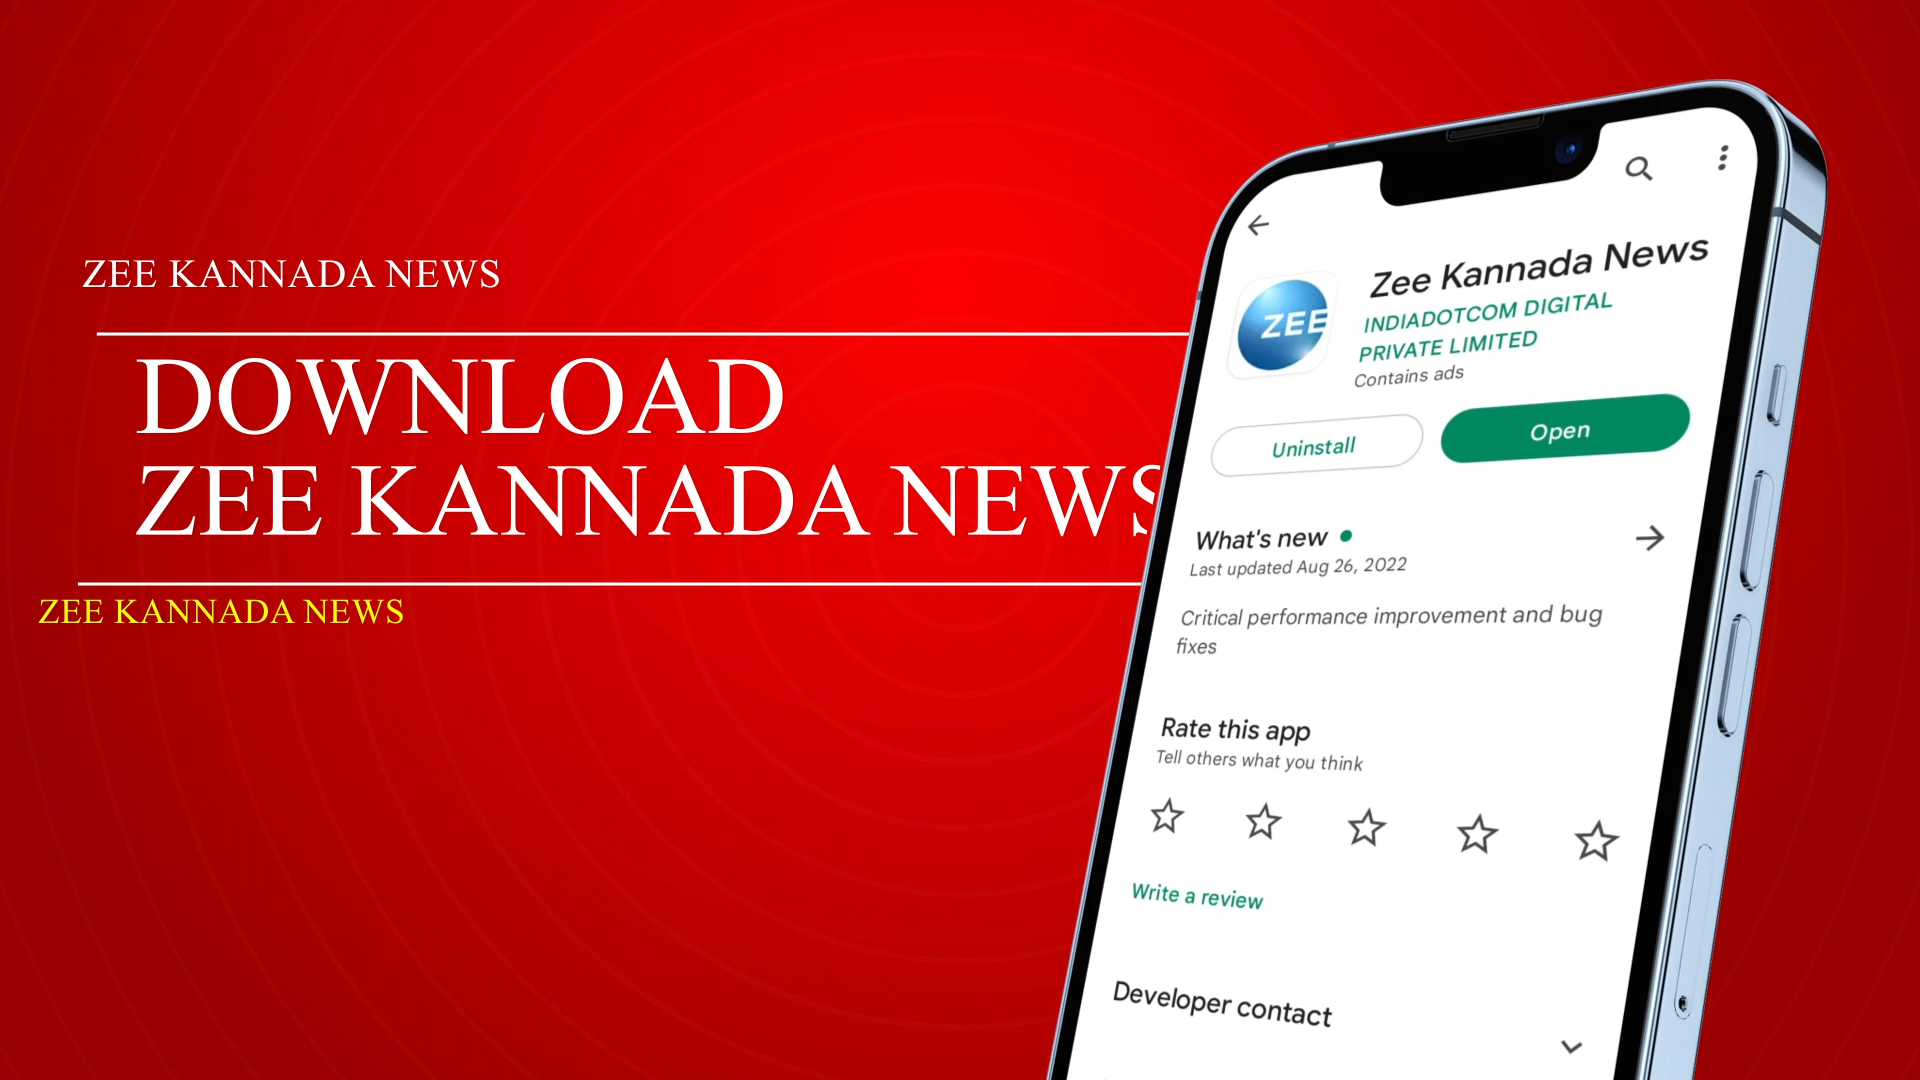 ZEE KANNADA NEWS
DOWNLOAD
ZEE KANNADA NEWS
ZEE KANNADA NEWS
Zee Kannada News
ZEE
INDIADOTCOM DIGITAL
PRIVATE LIMITED
Contains ads
Uninstall
Open
What's new
Last updated Aug 26, 2022
Critical performance improvement and bug
fixes
Rate this app
Tell others what you think
Write a review
Developer contact